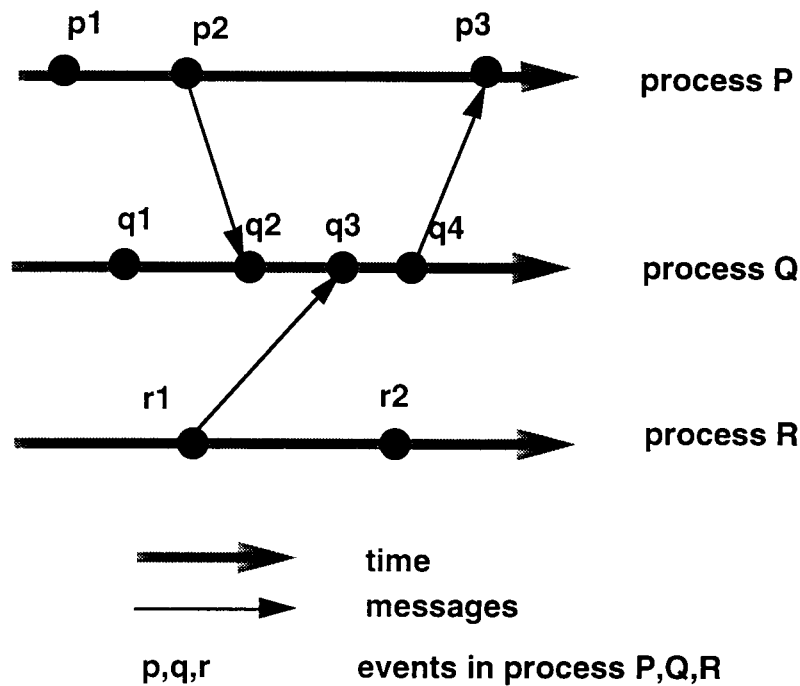 p1 p2 p3
process P
q1 q2 q3 q4
process Q
r1 r2
process R
time
messages
p,q,r events in process P,Q,R